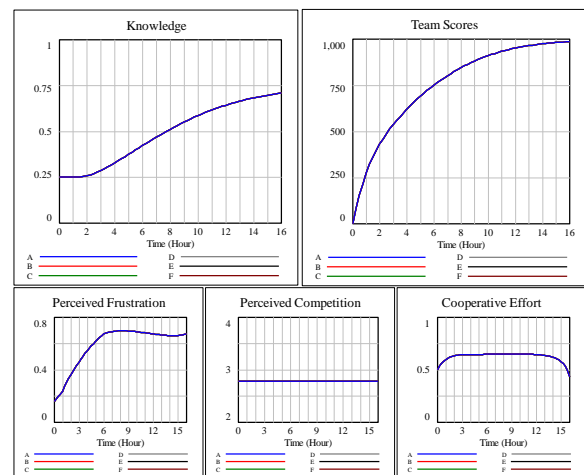 Knowledge
1
0.75
0.5
0.25
0
0 2 4 6 8 10 12 14 16
Time (Hour)
A D
B E
C F
Team Scores
1,000
750
500
250
0
0 2 4 6 8 10 12 14 16
Time (Hour)
A D
B E
C F
Perceived Frustration
0.8
0.4
0
0 3 6 9 12 15
Time (Hour)
A D
B E
C F
Perceived Competition
4
3
2
0 3 6 9 12 15
Time (Hour)
A D
B E
C F
Cooperative Effort
1
0.5
0
0 3 6 9 12 15
Time (Hour)
A D
B E
C F